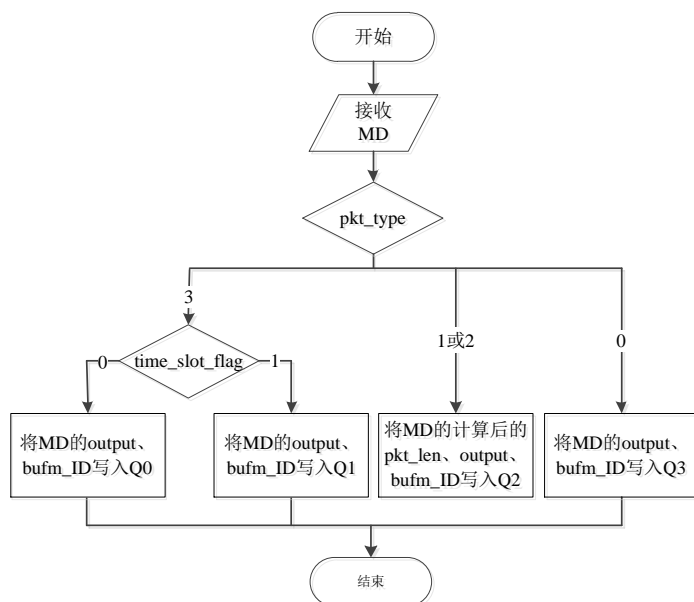 开始
接收
MD
pkt_type
3
1或2
0
time_slot_flag
0
1
将MD的output、
bufm_ID写入Q0
将MD的output、
bufm_ID写入Q1
将MD的计算后的
pkt_len、output、
bufm_ID写入Q2
将MD的output、
bufm_ID写入Q3
结束